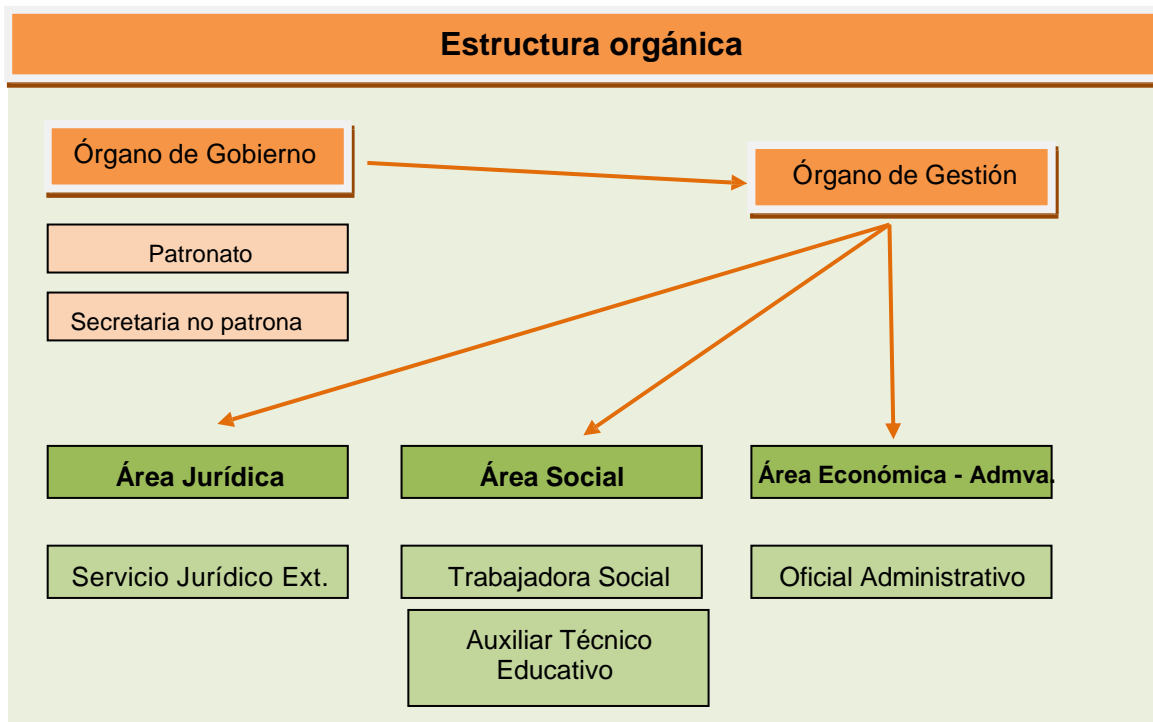 Estructura orgánica
Órgano de Gobierno
Órgano de Gestión
Patronato
Secretaria no patrona
Área Jurídica
Área Social
Área Económica - Admva.
Servicio Jurídico Ext.
Trabajadora Social
Oficial Administrativo
Auxiliar Técnico
Educativo